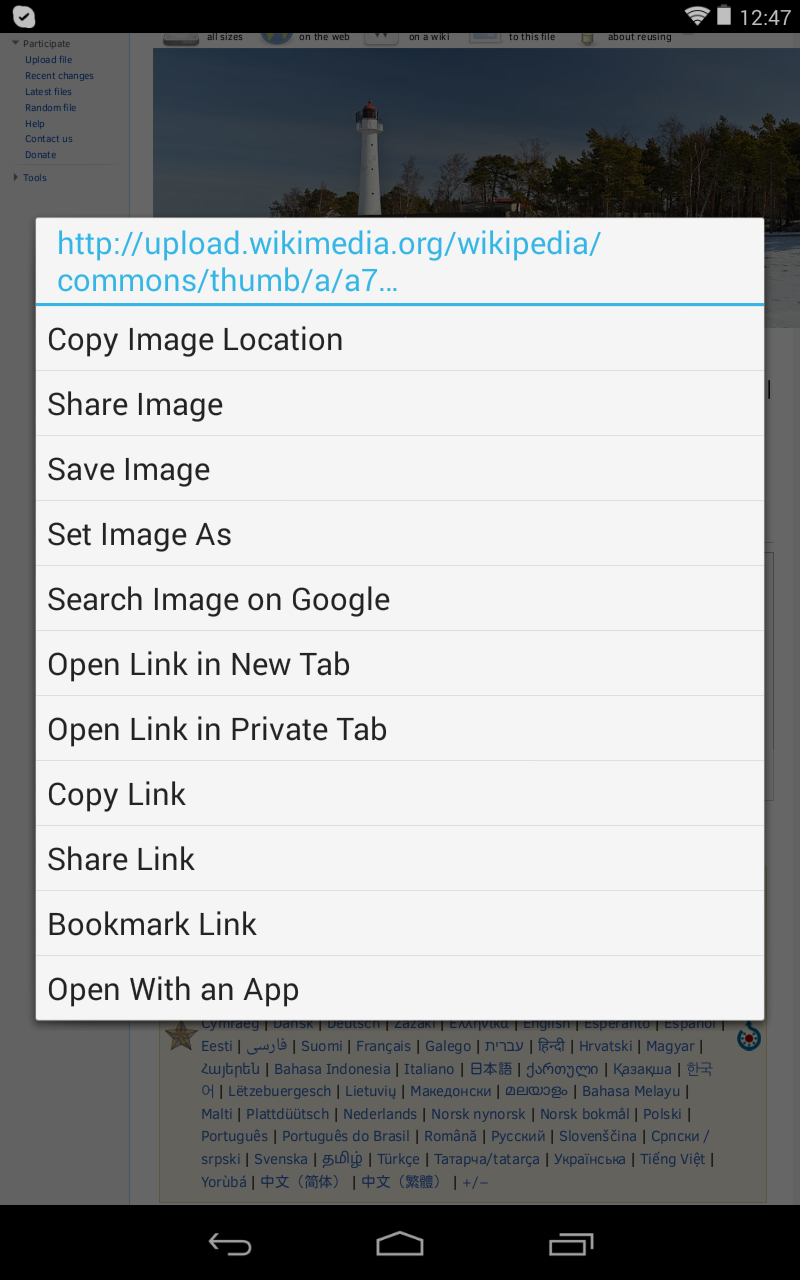 12:47
all sizes on the web on a wiki to this file about reusing
Participate
Upload file
Recent changes
Latest files
Random file
Help
Contact us
Donate
Tools
http://upload.wikimedia.org/wikipedia/
commons/thumb/a/a7...
Copy Image Location
Share Image
Save Image
Set Image As
Search Image on Google
Open Link in New Tab
Open Link in Private Tab
Copy Link
Share Link
Bookmark Link
Open With an App
Cymraeg | Dansk | Deutsch | Zazaki | Ελληνικά | English | Esperanto | Español |
Eesti | فارسی | Suomi | Français | Galego | עברית | हिन्दी | Hrvatski | Magyar |
Հայերեն | Bahasa Indonesia | Italiano | 日本語 | ქართული | Қазақша | 한국
어 | Lëtzebuergesch | Lietuvių | Македонски | മലയാളം | Bahasa Melayu |
Malti | Plattdüütsch | Nederlands | Norsk nynorsk | Norsk bokmål | Polski |
Português | Português do Brasil | Română | Русский | Slovenščina | Српски /
srpski | Svenska | தமிழ் | Türkçe | Татарча/tatarça | Українська | Tiếng Việt |
Yorùbá | 中文（简体） | 中文（繁體） | +/−